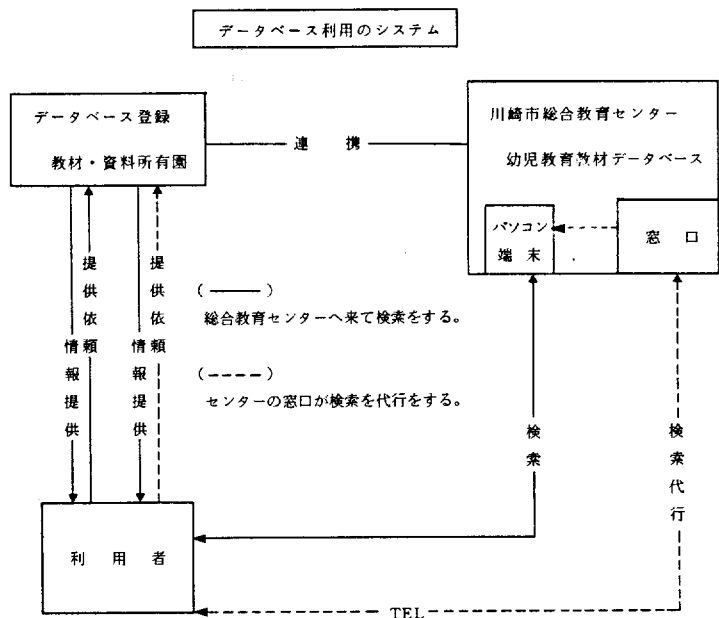 データベース利用のシステム
データベース登録
教材・資料所有園
連携
川崎市総合教育センター
幼児教育教材データベース
パソコン
端末
窓口
提供依頼
情報提供
提供依頼
情報提供
(――――)
総合教育センターへ来て検索をする。
(----)
センターの窓口が検索を代行をする。
検索
検索代行
利用者
TEL